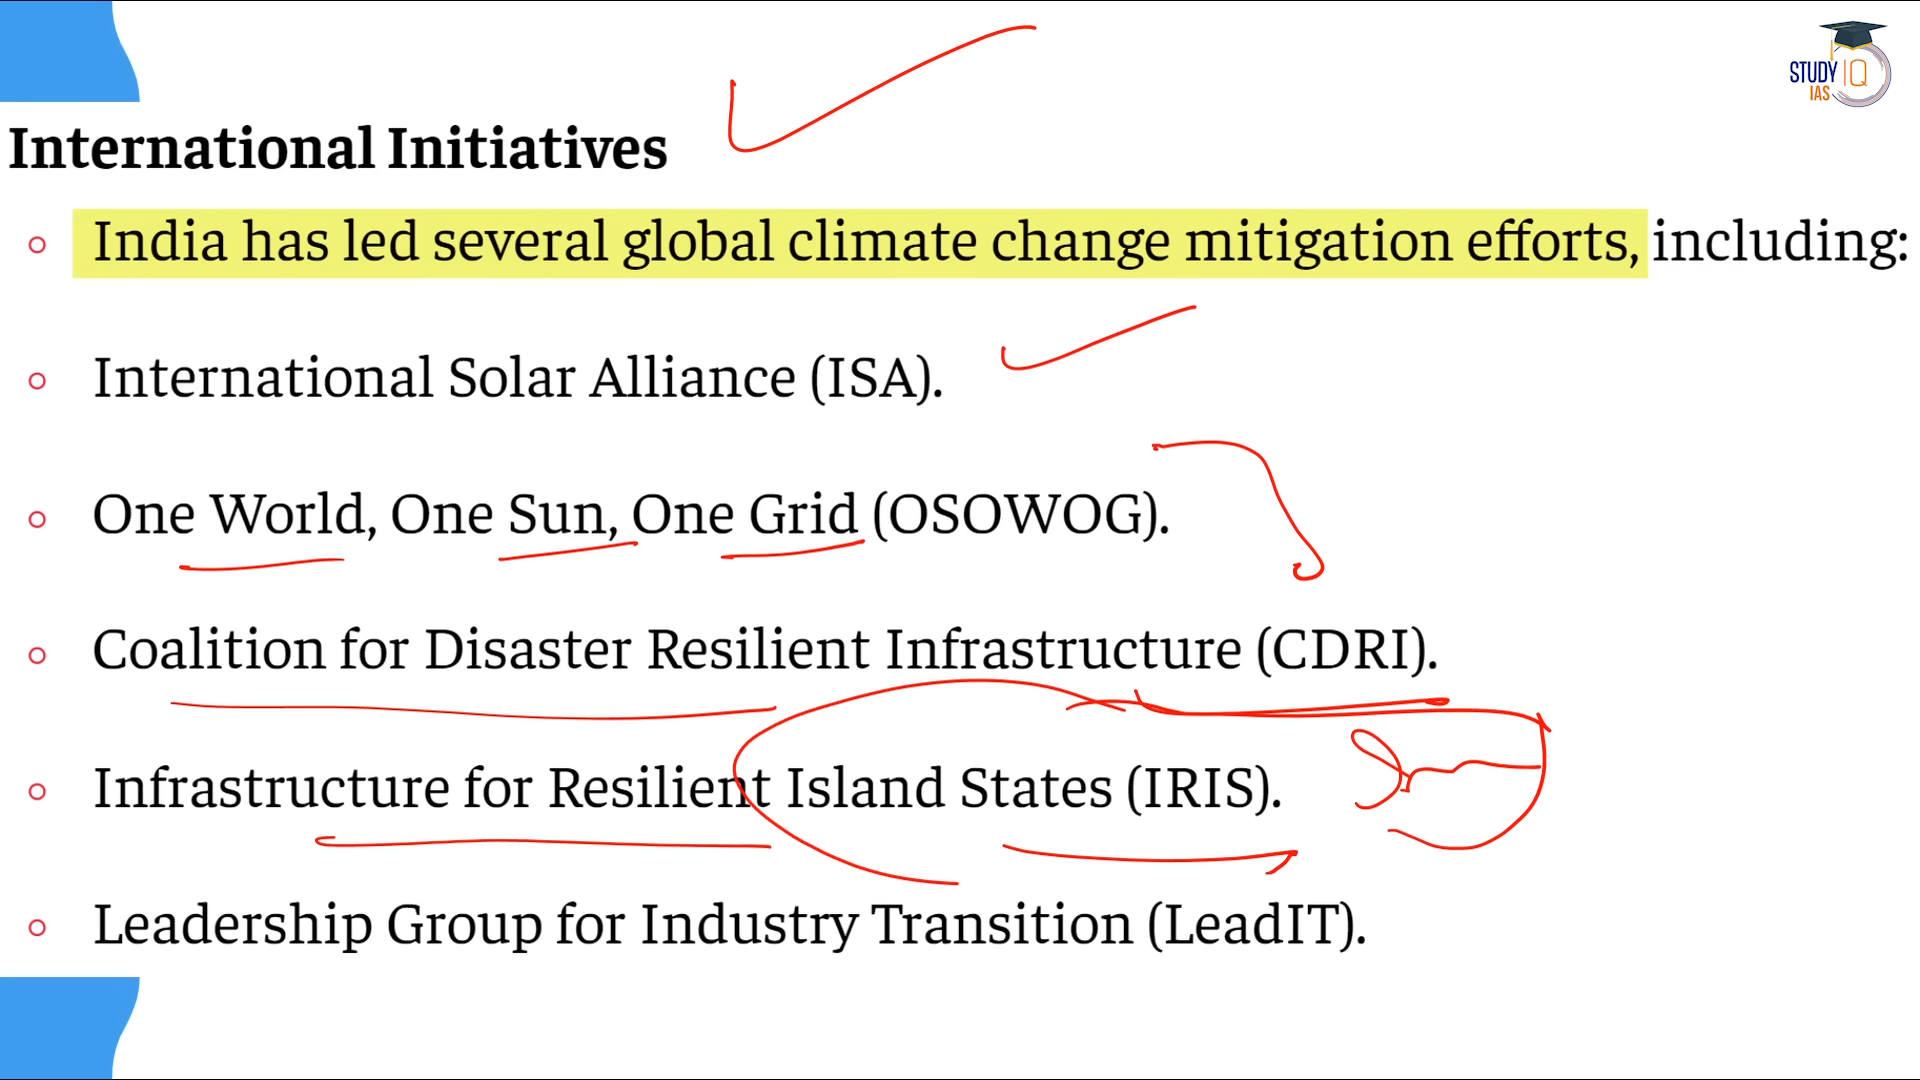 STUDY IQ
IAS
International Initiatives
India has led several global climate change mitigation efforts, including:
International Solar Alliance (ISA).
One World, One Sun, One Grid (OSOWOG).
Coalition for Disaster Resilient Infrastructure (CDRI).
Infrastructure for Resilient Island States (IRIS).
Leadership Group for Industry Transition (LeadIT).